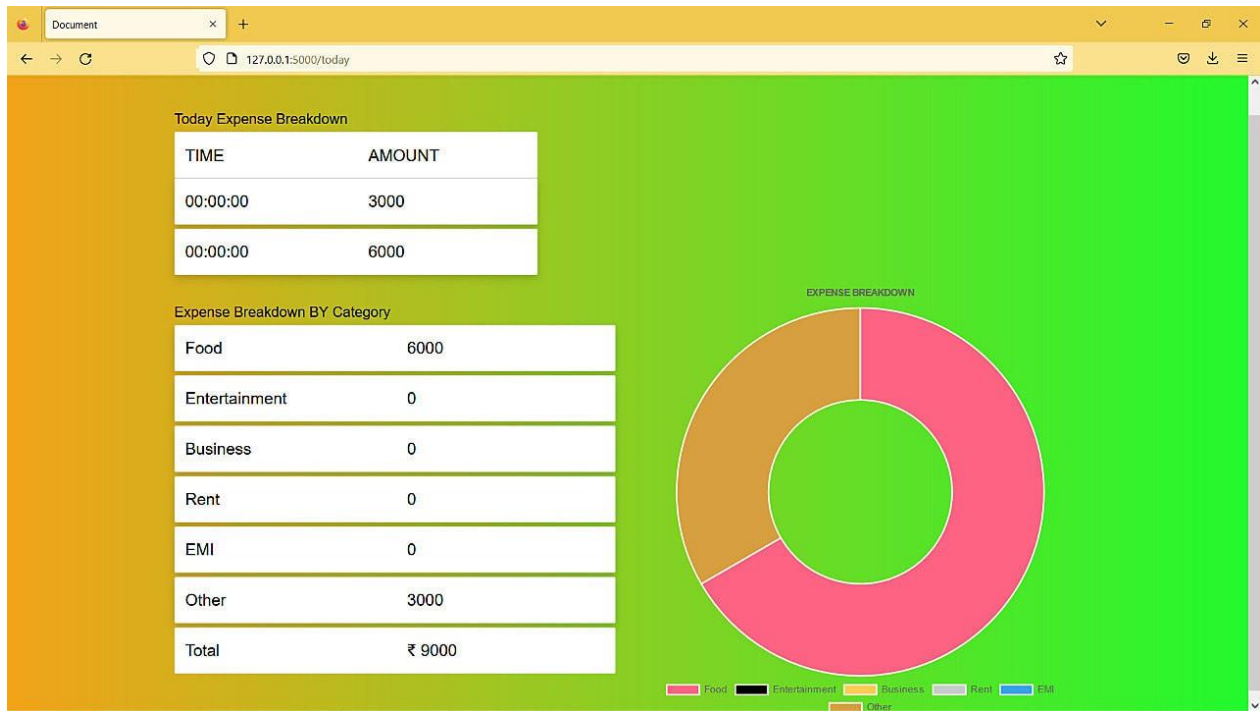 Document
127.0.0.1:5000/today
Today Expense Breakdown
TIME AMOUNT
00:00:00 3000
00:00:00 6000
Expense Breakdown BY Category
Food 6000
Entertainment 0
Business 0
Rent 0
EMI 0
Other 3000
Total ₹ 9000
EXPENSE BREAKDOWN
Food Entertainment Business Rent EMI
Other